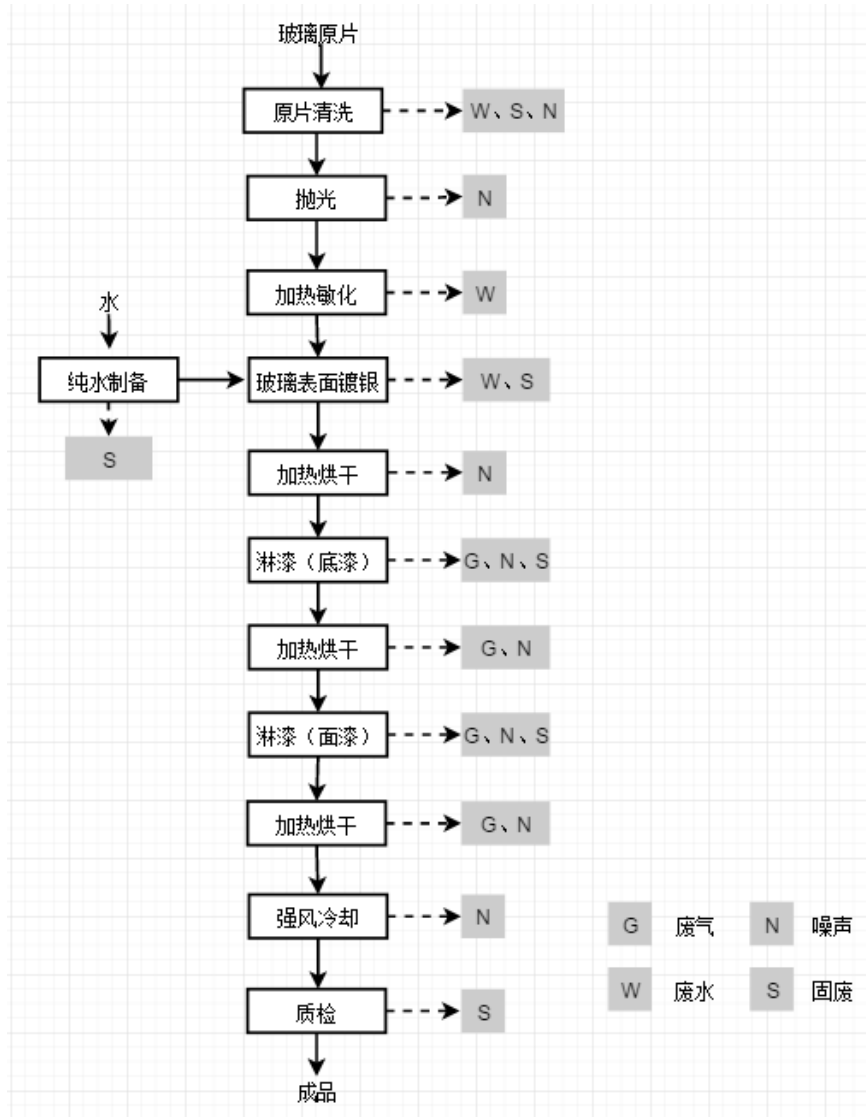 玻璃原片
原片清洗
W、S、N
抛光
N
加热敏化
W
水
纯水制备
玻璃表面镀银
W、S
S
加热烘干
N
淋漆（底漆）
G、N、S
加热烘干
G、N
淋漆（面漆）
G、N、S
加热烘干
G、N
强风冷却
N
G 废气 N 噪声
质检
S
W 废水 S 固废
成品